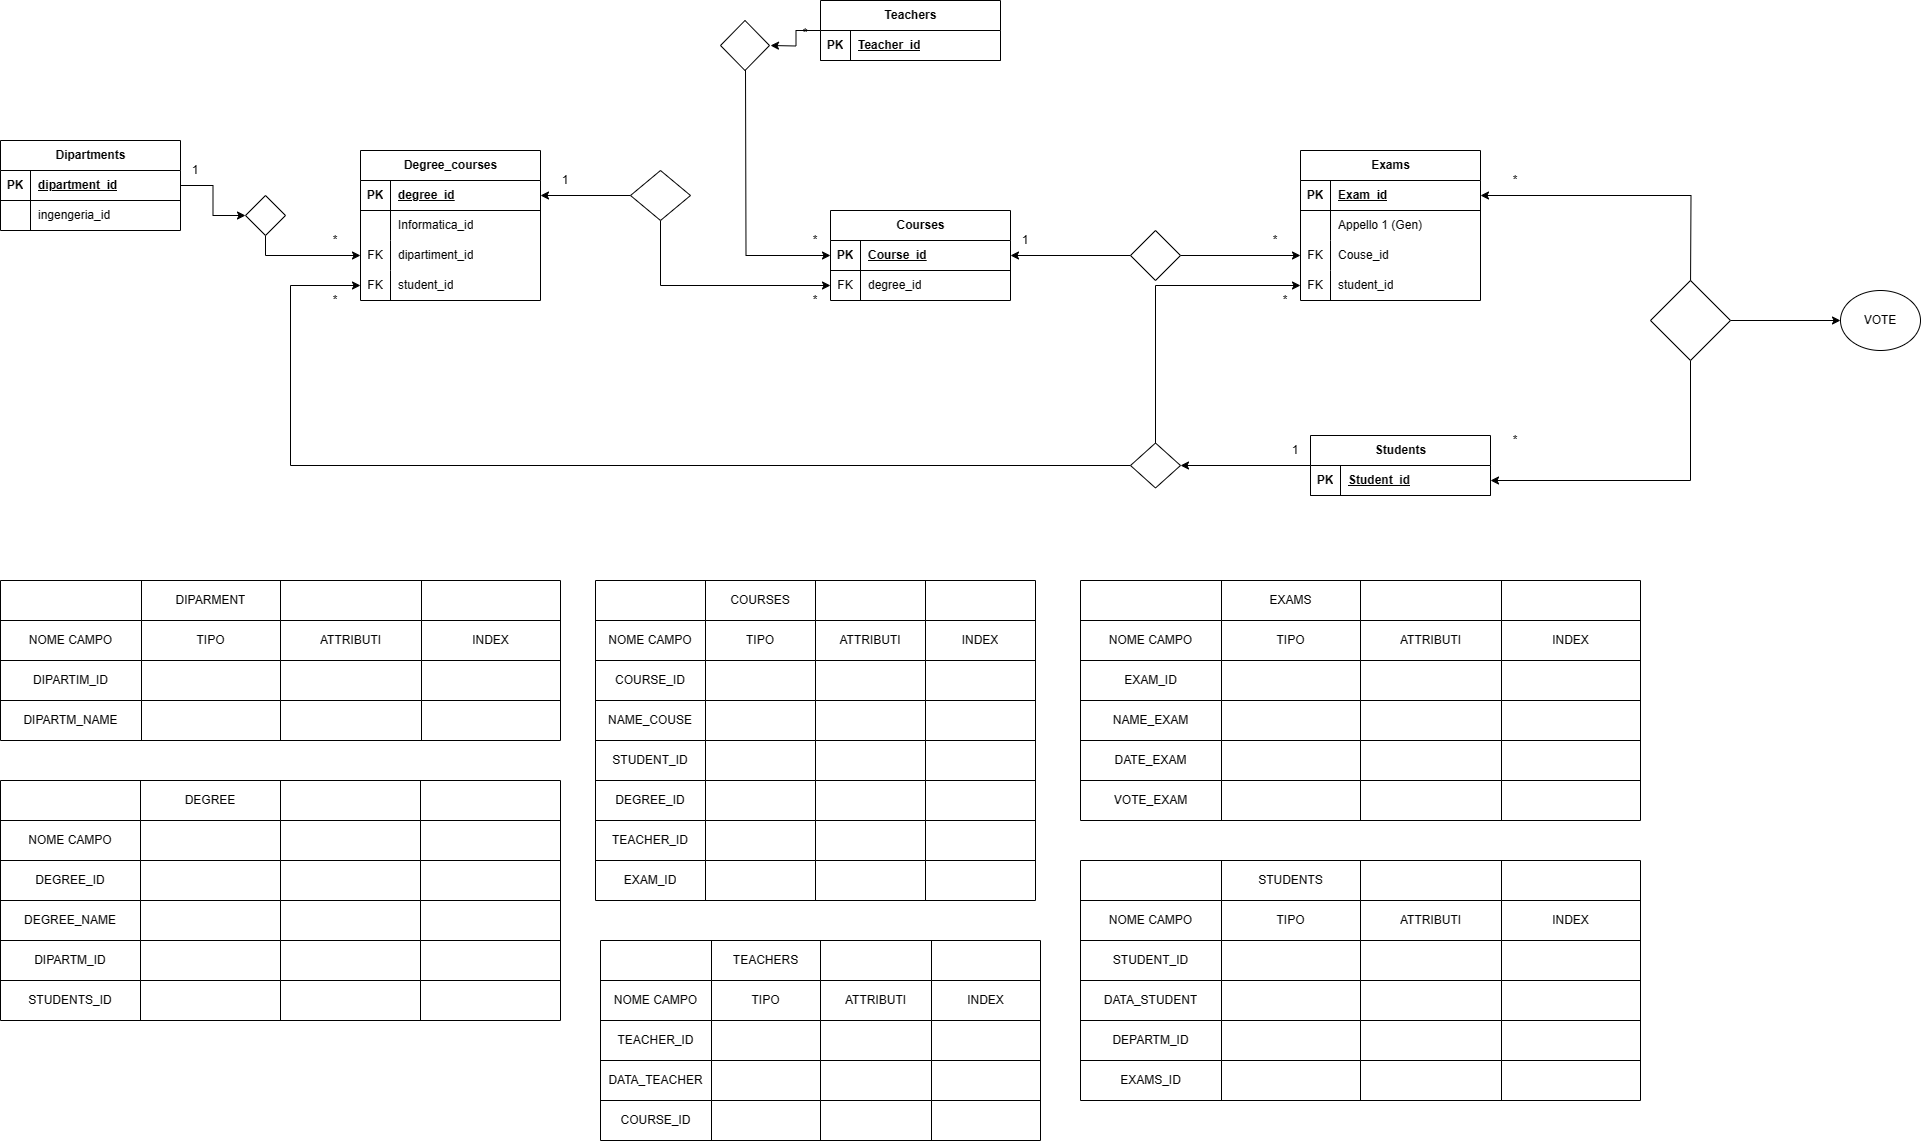 Teachers
PK Teacher_id
*
Dipartments
PK dipartment_id
ingengeria_id
1
*
Degree_courses
PK degree_id
Informatica_id
FK dipartiment_id
FK student_id
*
1
*
*
Courses
PK Course_id
FK degree_id
1
*
Exams
PK Exam_id
Appello 1 (Gen)
FK Couse_id
FK student_id
*
*
VOTE
1
Students
PK Student_id
*
DIPARMENT
NOME CAMPO TIPO ATTRIBUTI INDEX
DIPARTIM_ID
DIPARTM_NAME
DEGREE
NOME CAMPO
DEGREE_ID
DEGREE_NAME
DIPARTM_ID
STUDENTS_ID
COURSES
NOME CAMPO TIPO ATTRIBUTI INDEX
COURSE_ID
NAME_COUSE
STUDENT_ID
DEGREE_ID
TEACHER_ID
EXAM_ID
TEACHERS
NOME CAMPO TIPO ATTRIBUTI INDEX
TEACHER_ID
DATA_TEACHER
COURSE_ID
EXAMS
NOME CAMPO TIPO ATTRIBUTI INDEX
EXAM_ID
NAME_EXAM
DATE_EXAM
VOTE_EXAM
STUDENTS
NOME CAMPO TIPO ATTRIBUTI INDEX
STUDENT_ID
DATA_STUDENT
DEPARTM_ID
EXAMS_ID